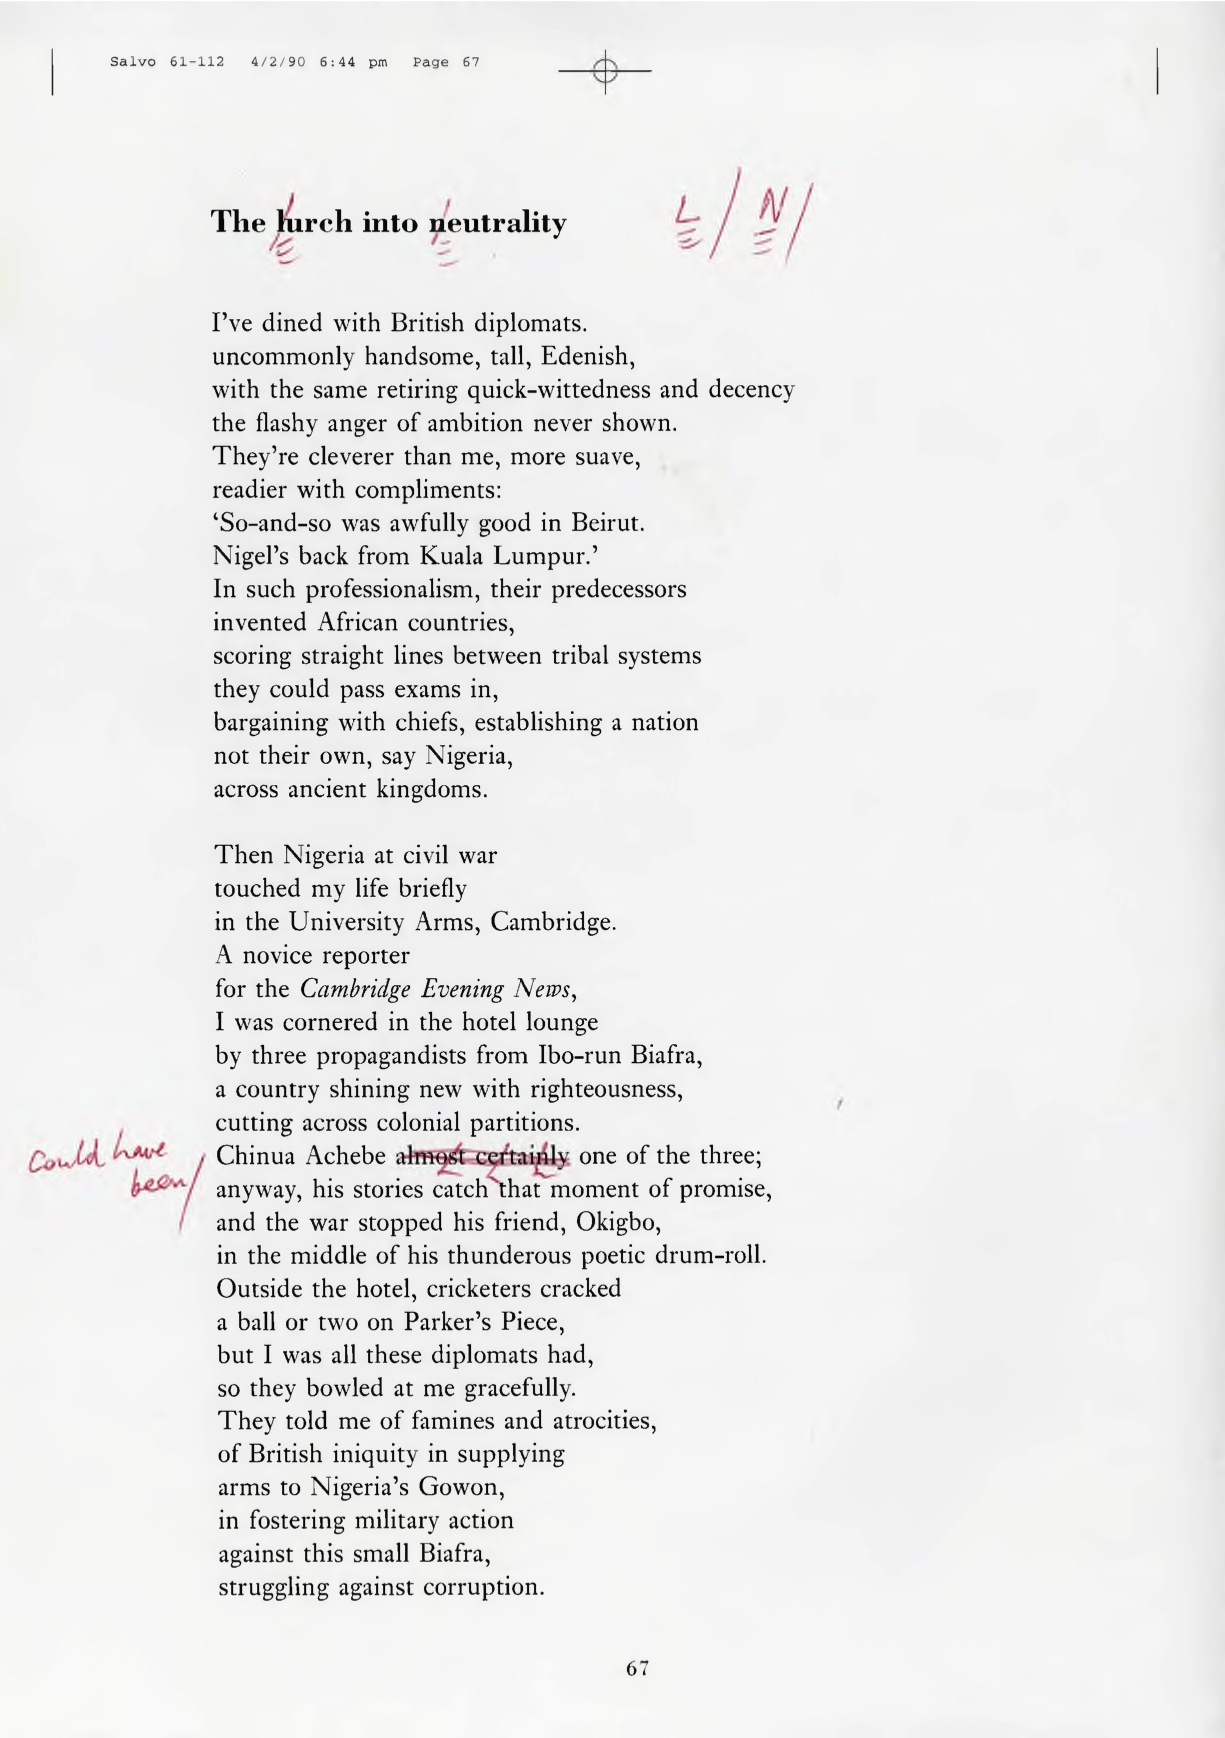 Salvo 61-112 4/2/90 6:44 pm Page 67
The lurch into neutrality
L/ N/
I've dined with British diplomats.
uncommonly handsome, tall, Edenish,
with the same retiring quick-wittedness and decency
the flashy anger of ambition never shown.
They're cleverer than me, more suave,
readier with compliments:
‘So-and-so was awfully good in Beirut.
Nigel's back from Kuala Lumpur.’
In such professionalism, their predecessors
invented African countries,
scoring straight lines between tribal systems
they could pass exams in,
bargaining with chiefs, establishing a nation
not their own, say Nigeria,
across ancient kingdoms.
Then Nigeria at civil war
touched my life briefly
in the University Arms, Cambridge.
A novice reporter
for the Cambridge Evening News,
I was cornered in the hotel lounge
by three propagandists from Ibo-run Biafra,
a country shining new with righteousness,
cutting across colonial partitions.
Could have
been/
Chinua Achebe almost certainly one of the three;
anyway, his stories catch that moment of promise,
and the war stopped his friend, Okigbo,
in the middle of his thunderous poetic drum-roll.
Outside the hotel, cricketers cracked
a ball or two on Parker's Piece,
but I was all these diplomats had,
so they bowled at me gracefully.
They told me of famines and atrocities,
of British iniquity in supplying
arms to Nigeria's Gowon,
in fostering military action
against this small Biafra,
struggling against corruption.
67